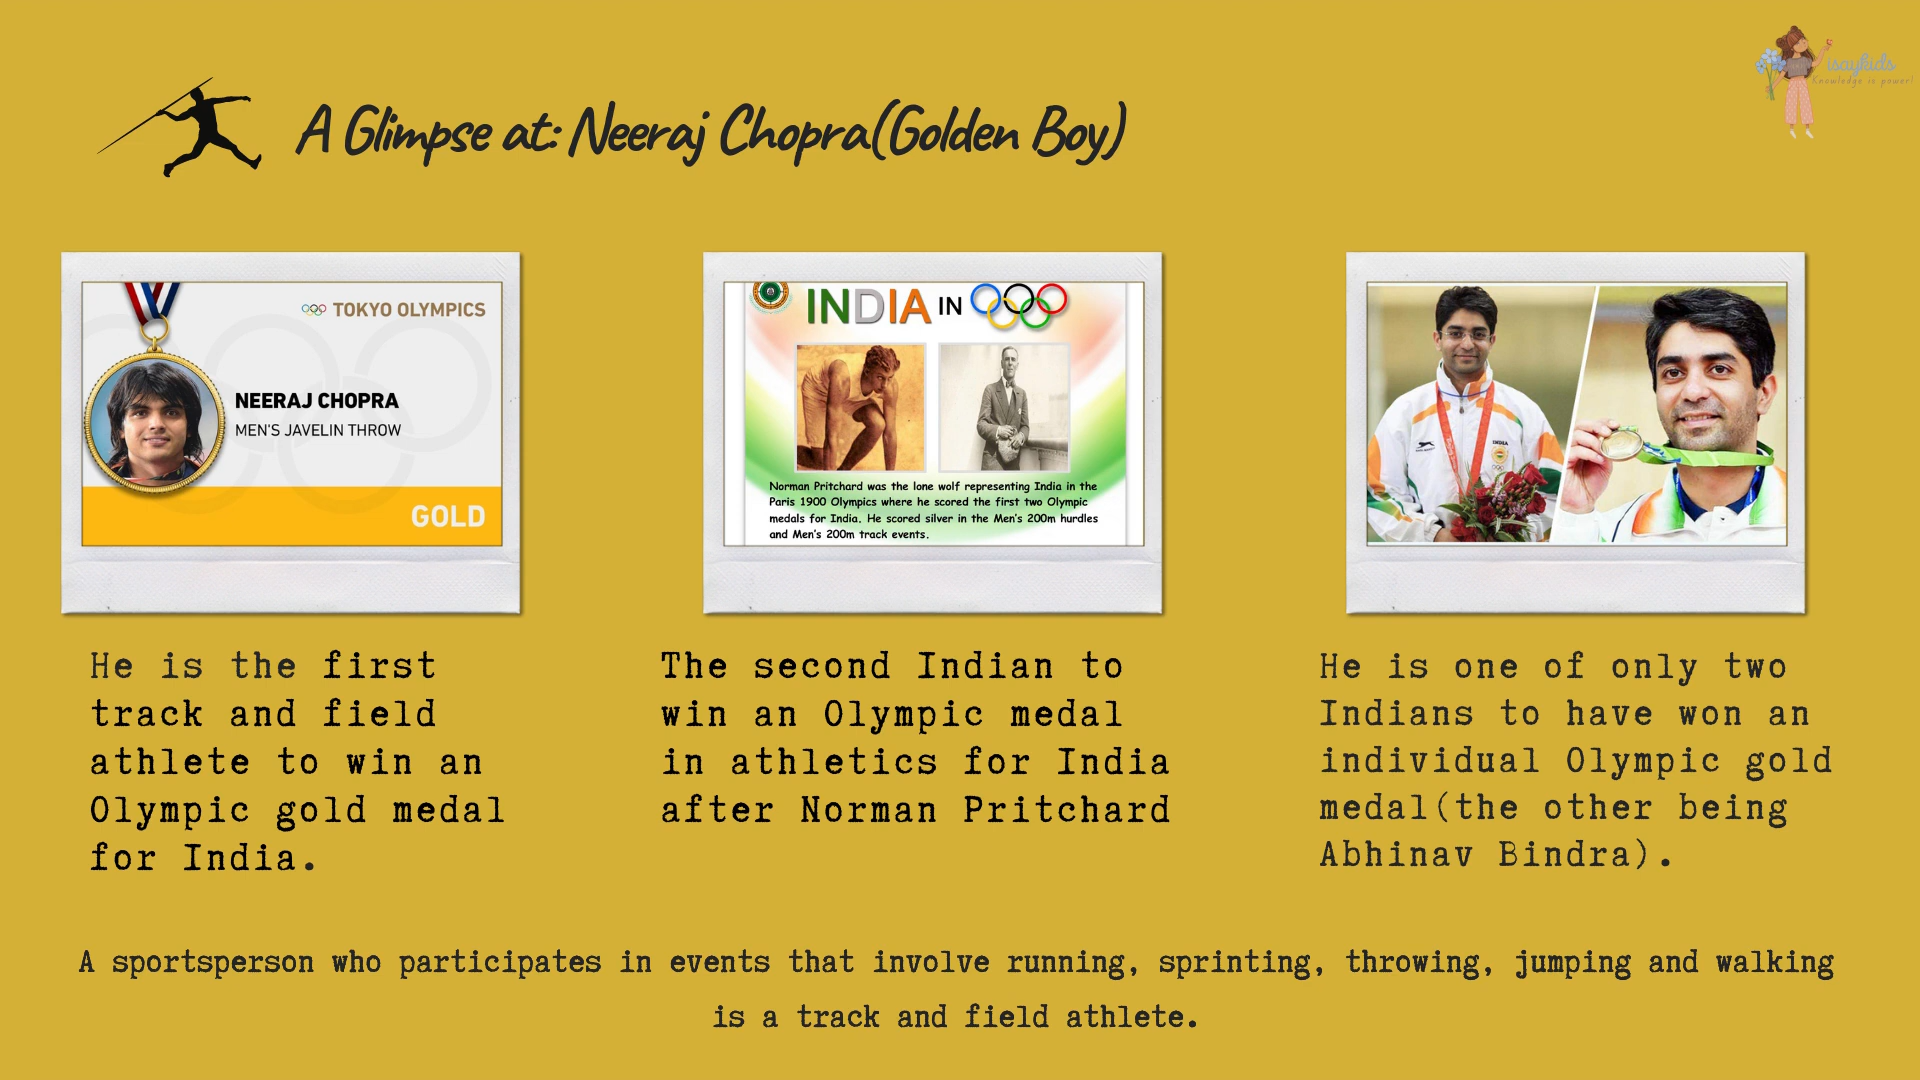 isaykids
Knowledge is power!
A Glimpse at: Neeraj Chopra(Golden Boy)
TOKYO OLYMPICS
NEERAJ CHOPRA
MEN'S JAVELIN THROW
GOLD
INDIA IN
Norman Pritchard was the lone wolf representing India in the
Paris 1900 Olympics where he scored the first two Olympic
medals for India. He scored silver in the Men's 200m hurdles
and Men's 200m track events.
INDIA
He is the first
track and field
athlete to win an
Olympic gold medal
for India.
The second Indian to
win an Olympic medal
in athletics for India
after Norman Pritchard
He is one of only two
Indians to have won an
individual Olympic gold
medal(the other being
Abhinav Bindra).
A sportsperson who participates in events that involve running, sprinting, throwing, jumping and walking
is a track and field athlete.